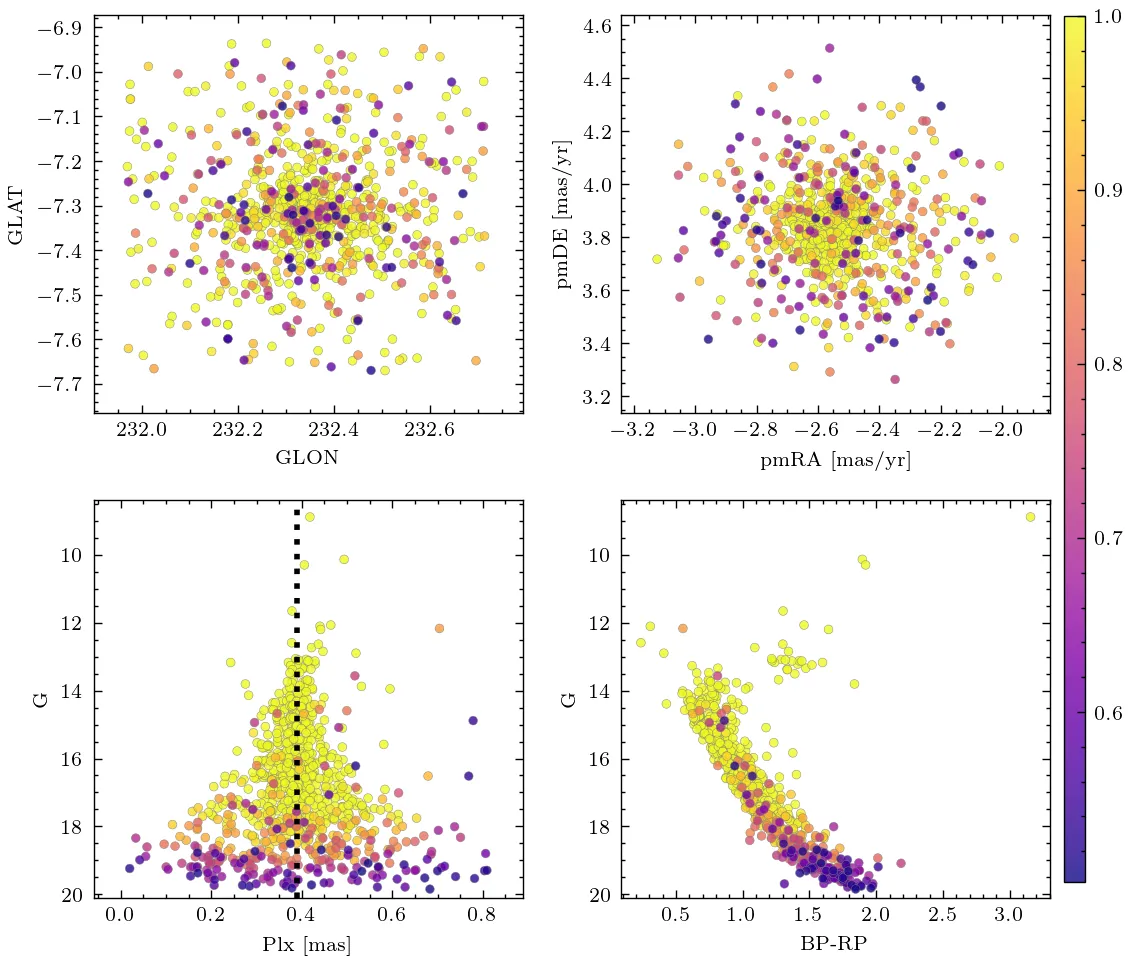 −6.9
−7.0
−7.1
−7.2
−7.3
−7.4
−7.5
−7.6
−7.7
GLAT
232.0 232.2 232.4 232.6
GLON
4.6
4.4
4.2
4.0
3.8
3.6
3.4
3.2
pmDE [mas/yr]
−3.2 −3.0 −2.8 −2.6 −2.4 −2.2 −2.0
pmRA [mas/yr]
10
12
14
16
18
20
G
0.0 0.2 0.4 0.6 0.8
Plx [mas]
10
12
14
16
18
20
G
0.5 1.0 1.5 2.0 2.5 3.0
BP-RP
1.0
0.9
0.8
0.7
0.6